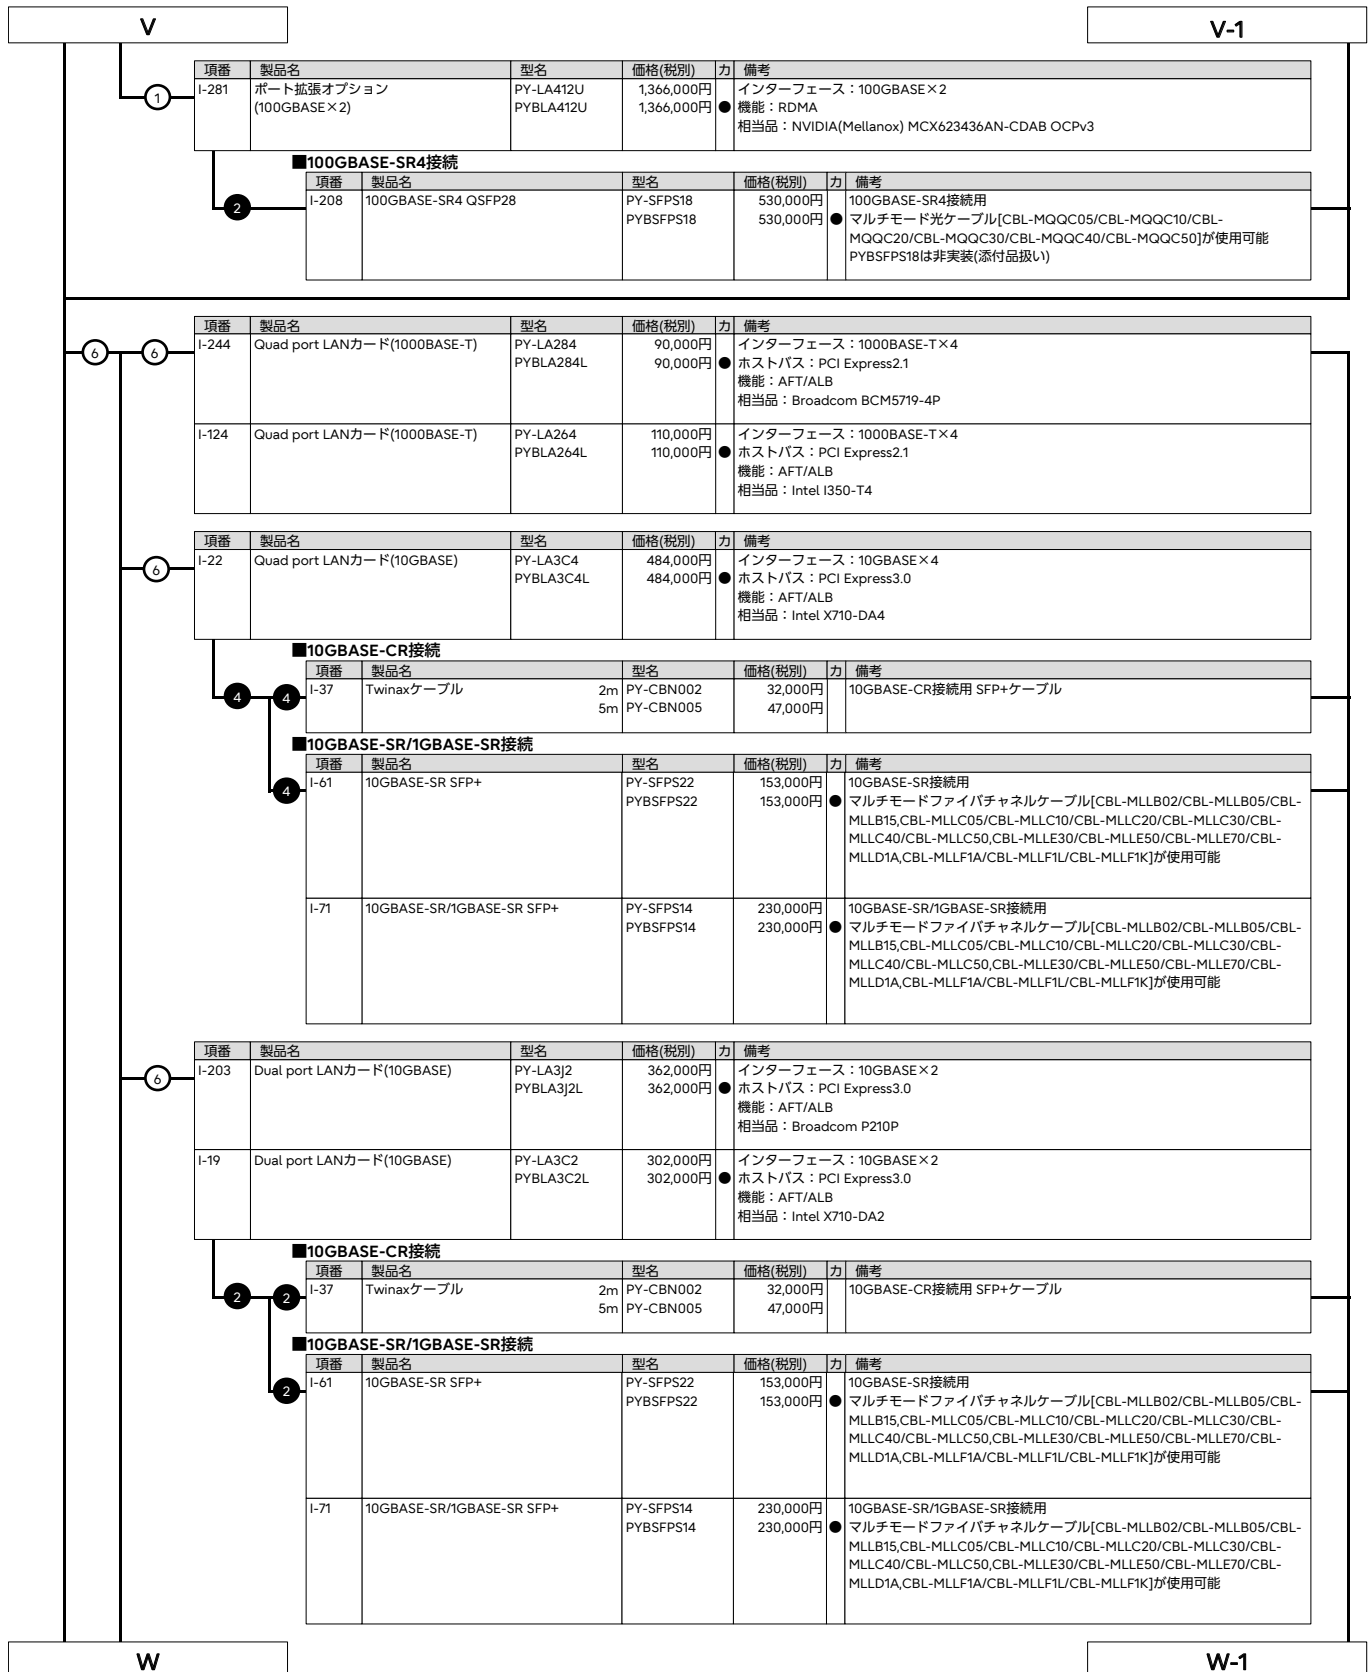 V
V-1
項番 製品名 型名 価格(税別) カ 備考
1
I-281 ポート拡張オプション PY-LA412U 1,366,000円 インターフェース：100GBASE×2
(100GBASE×2) PYBLA412U 1,366,000円 ● 機能：RDMA
相当品：NVIDIA(Mellanox) MCX623436AN-CDAB OCPv3
■100GBASE-SR4接続
項番 製品名 型名 価格(税別) カ 備考
2
I-208 100GBASE-SR4 QSFP28 PY-SFPS18 530,000円 100GBASE-SR4接続用
PYBSFPS18 530,000円 ● マルチモード光ケーブル[CBL-MQQC05/CBL-MQQC10/CBL-
MQQC20/CBL-MQQC30/CBL-MQQC40/CBL-MQQC50]が使用可能
PYBSFPS18は非実装(添付品扱い)
項番 製品名 型名 価格(税別) カ 備考
6 6
I-244 Quad port LANカード(1000BASE-T) PY-LA284 90,000円 インターフェース：1000BASE-T×4
PYBLA284L 90,000円 ● ホストバス：PCI Express2.1
機能：AFT/ALB
相当品：Broadcom BCM5719-4P
I-124 Quad port LANカード(1000BASE-T) PY-LA264 110,000円 インターフェース：1000BASE-T×4
PYBLA264L 110,000円 ● ホストバス：PCI Express2.1
機能：AFT/ALB
相当品：Intel I350-T4
項番 製品名 型名 価格(税別) カ 備考
6
I-22 Quad port LANカード(10GBASE) PY-LA3C4 484,000円 インターフェース：10GBASE×4
PYBLA3C4L 484,000円 ● ホストバス：PCI Express3.0
機能：AFT/ALB
相当品：Intel X710-DA4
■10GBASE-CR接続
項番 製品名 型名 価格(税別) カ 備考
4 4
I-37 Twinaxケーブル 2m PY-CBN002 32,000円 10GBASE-CR接続用 SFP+ケーブル
5m PY-CBN005 47,000円
■10GBASE-SR/1GBASE-SR接続
項番 製品名 型名 価格(税別) カ 備考
4
I-61 10GBASE-SR SFP+ PY-SFPS22 153,000円 10GBASE-SR接続用
PYBSFPS22 153,000円 ● マルチモードファイバチャネルケーブル[CBL-MLLB02/CBL-MLLB05/CBL-
MLLB15,CBL-MLLC05/CBL-MLLC10/CBL-MLLC20/CBL-MLLC30/CBL-
MLLC40/CBL-MLLC50,CBL-MLLE30/CBL-MLLE50/CBL-MLLE70/CBL-
MLLD1A,CBL-MLLF1A/CBL-MLLF1L/CBL-MLLF1K]が使用可能
I-71 10GBASE-SR/1GBASE-SR SFP+ PY-SFPS14 230,000円 10GBASE-SR/1GBASE-SR接続用
PYBSFPS14 230,000円 ● マルチモードファイバチャネルケーブル[CBL-MLLB02/CBL-MLLB05/CBL-
MLLB15,CBL-MLLC05/CBL-MLLC10/CBL-MLLC20/CBL-MLLC30/CBL-
MLLC40/CBL-MLLC50,CBL-MLLE30/CBL-MLLE50/CBL-MLLE70/CBL-
MLLD1A,CBL-MLLF1A/CBL-MLLF1L/CBL-MLLF1K]が使用可能
項番 製品名 型名 価格(税別) カ 備考
6
I-203 Dual port LANカード(10GBASE) PY-LA3J2 362,000円 インターフェース：10GBASE×2
PYBLA3J2L 362,000円 ● ホストバス：PCI Express3.0
機能：AFT/ALB
相当品：Broadcom P210P
I-19 Dual port LANカード(10GBASE) PY-LA3C2 302,000円 インターフェース：10GBASE×2
PYBLA3C2L 302,000円 ● ホストバス：PCI Express3.0
機能：AFT/ALB
相当品：Intel X710-DA2
■10GBASE-CR接続
項番 製品名 型名 価格(税別) カ 備考
2 2
I-37 Twinaxケーブル 2m PY-CBN002 32,000円 10GBASE-CR接続用 SFP+ケーブル
5m PY-CBN005 47,000円
■10GBASE-SR/1GBASE-SR接続
項番 製品名 型名 価格(税別) カ 備考
2
I-61 10GBASE-SR SFP+ PY-SFPS22 153,000円 10GBASE-SR接続用
PYBSFPS22 153,000円 ● マルチモードファイバチャネルケーブル[CBL-MLLB02/CBL-MLLB05/CBL-
MLLB15,CBL-MLLC05/CBL-MLLC10/CBL-MLLC20/CBL-MLLC30/CBL-
MLLC40/CBL-MLLC50,CBL-MLLE30/CBL-MLLE50/CBL-MLLE70/CBL-
MLLD1A,CBL-MLLF1A/CBL-MLLF1L/CBL-MLLF1K]が使用可能
I-71 10GBASE-SR/1GBASE-SR SFP+ PY-SFPS14 230,000円 10GBASE-SR/1GBASE-SR接続用
PYBSFPS14 230,000円 ● マルチモードファイバチャネルケーブル[CBL-MLLB02/CBL-MLLB05/CBL-
MLLB15,CBL-MLLC05/CBL-MLLC10/CBL-MLLC20/CBL-MLLC30/CBL-
MLLC40/CBL-MLLC50,CBL-MLLE30/CBL-MLLE50/CBL-MLLE70/CBL-
MLLD1A,CBL-MLLF1A/CBL-MLLF1L/CBL-MLLF1K]が使用可能
W
W-1